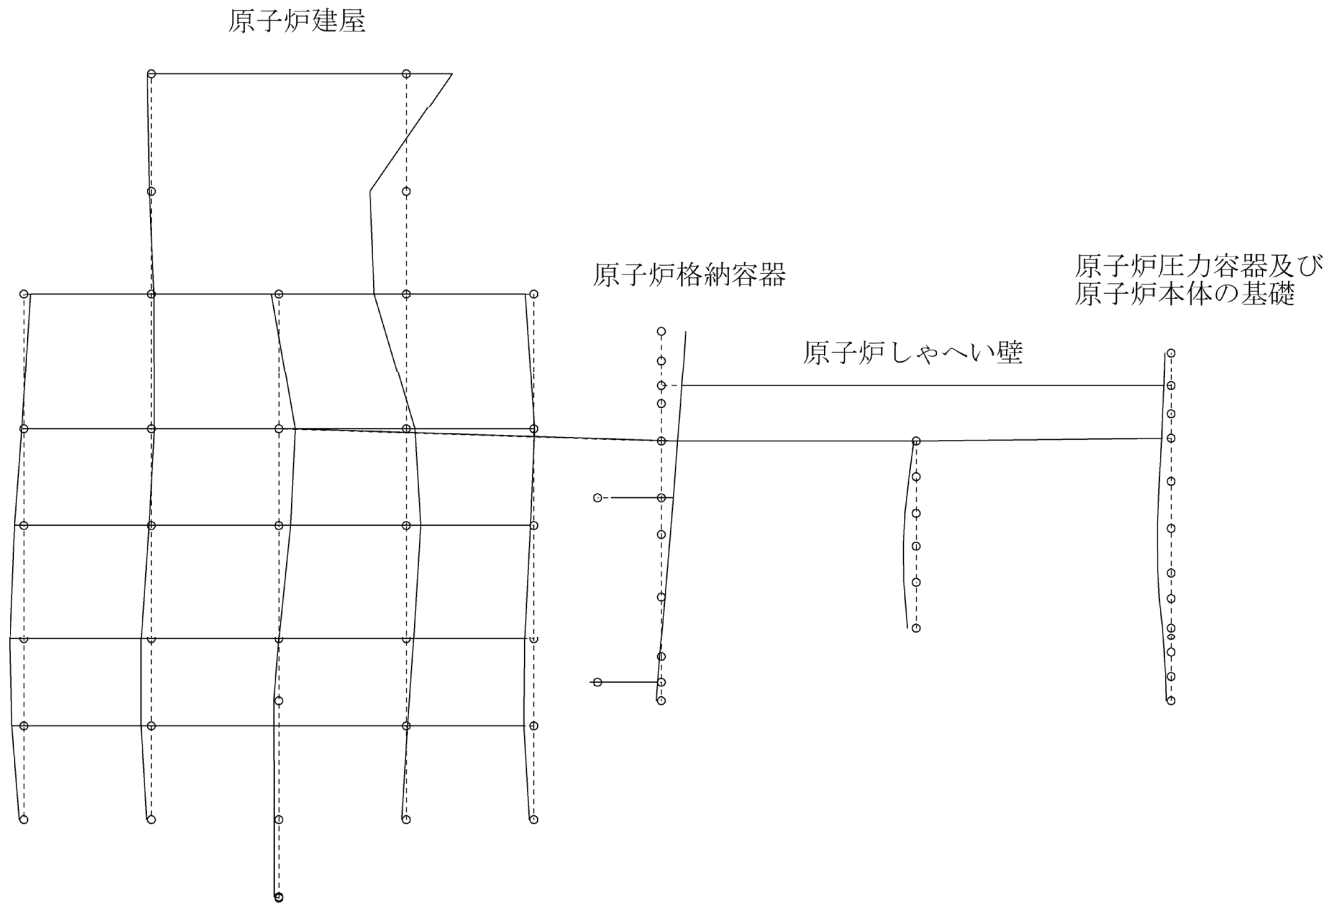 原子炉建屋
原子炉格納容器
原子炉しゃへい壁
原子炉圧力容器及び
原子炉本体の基礎